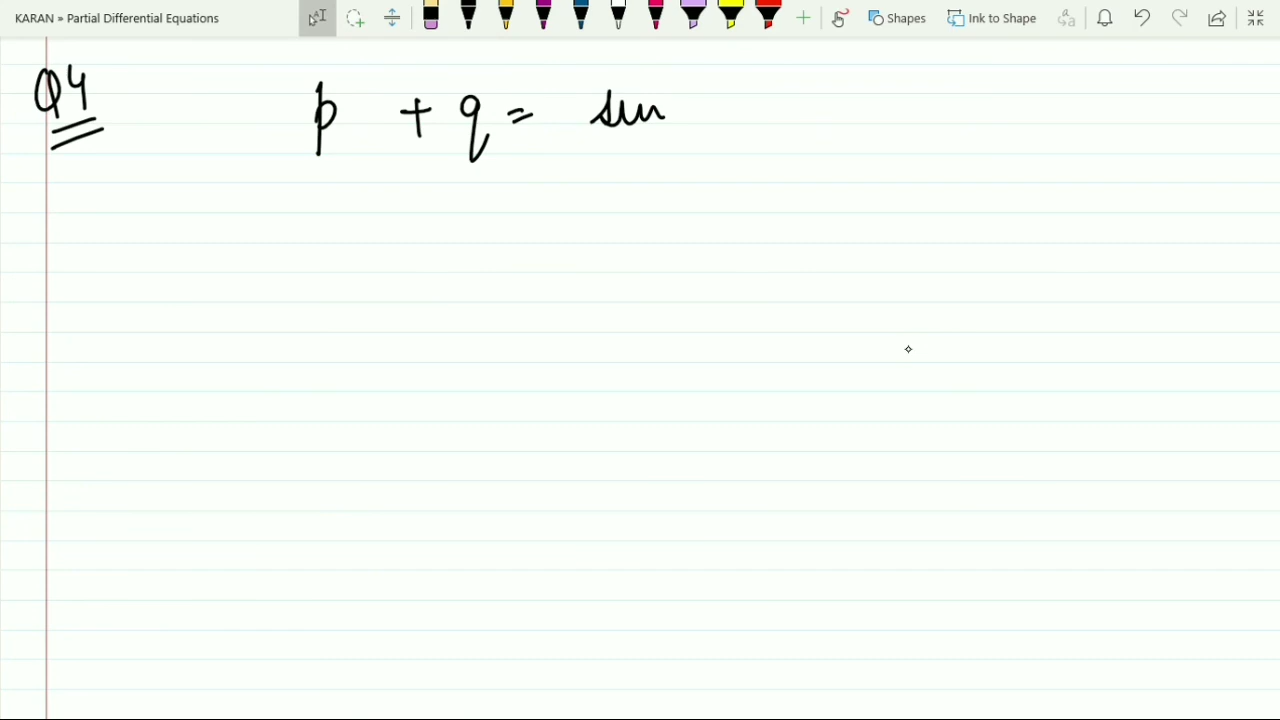 KARAN » Partial Differential Equations
Shapes
Ink to Shape
Q4
p + q = sin